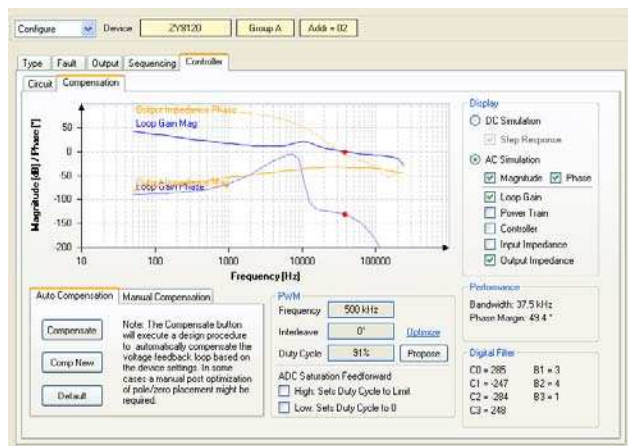 Configure Device ZY8120 Group A Addr = 02
Type Fault Output Sequencing Controller
Circuit Compensation
Output Impedance Phase
Loop Gain Mag
Loop Gain Phase
50
0
-50
-100
-150
-200
10 100 1000 10000 100000
Magnitude [dB] / Phase [°]
Frequency [Hz]
Display
DC Simulation
Step Response
AC Simulation
Magnitude Phase
Loop Gain
Power Train
Controller
Input Impedance
Output Impedance
Performance
Bandwidth: 37.5 kHz
Phase Margin: 49.4 °
Auto Compensation Manual Compensation
Compensate
Comp New
Default
Note: The Compensate button
will execute a design procedure
to automatically compensate the
voltage feedback loop based on
the device settings. In some
cases a manual post optimization
of pole/zero placement might be
required.
PWM
Frequency 500 kHz
Interleave 0° Optimize
Duty Cycle 91% Propose
ADC Saturation Feedforward
High: Sets Duty Cycle to Limit
Low: Sets Duty Cycle to 0
Digital Filter
C0 = 285 B1 = 3
C1 = -247 B2 = 4
C2 = -284 B3 = 1
C3 = 248